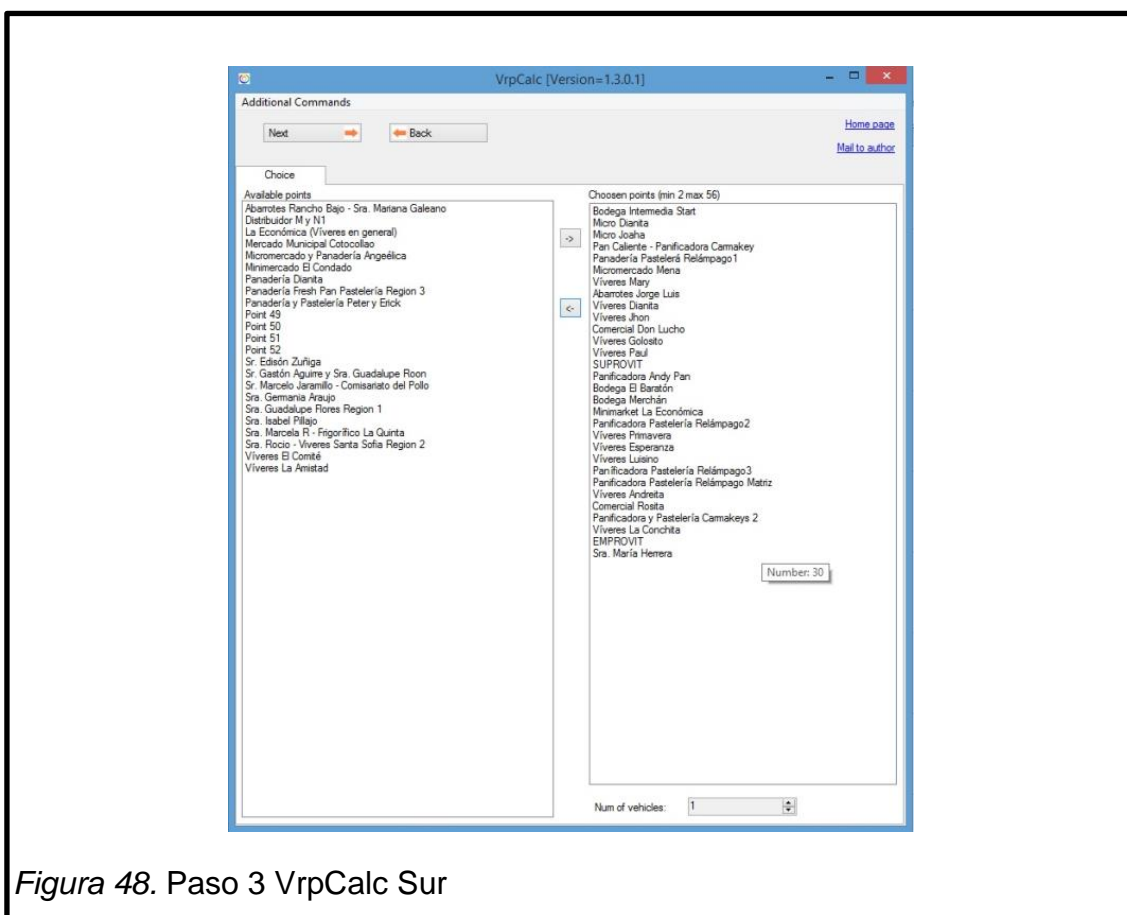 VrpCalc [Version=1.3.0.1]
Additional Commands
Next
Back
Home page
Mail to author
Choice
Available points
Abarrotes Rancho Bajo - Sra. Mariana Galeano
Distribuidor M y N1
La Económica (Víveres en general)
Mercado Municipal Cotocollao
Micromercado y Panadería Angeélica
Minimercado El Condado
Panadería Dianita
Panadería Fresh Pan Pastelería Region 3
Panadería y Pastelería Peter y Erick
Point 49
Point 50
Point 51
Point 52
Sr. Edisón Zuñiga
Sr. Gastón Aguirre y Sra. Guadalupe Roon
Sr. Marcelo Jaramillo - Comisariato del Pollo
Sra. Germania Araujo
Sra. Guadalupe Flores Region 1
Sra. Isabel Pillajo
Sra. Marcela R - Frigorífico La Quinta
Sra. Rocio - Viveres Santa Sofia Region 2
Víveres El Comité
Víveres La Amistad
->
<-
Choosen points (min 2 max 56)
Bodega Intermedia Start
Micro Dianita
Micro Joaha
Pan Caliente - Panificadora Carmakey
Panadería Pastelerá Relámpago1
Micromercado Mena
Víveres Mary
Abarrotes Jorge Luis
Víveres Dianita
Víveres Jhon
Comercial Don Lucho
Víveres Golosito
Víveres Paul
SUPROVIT
Panificadora Andy Pan
Bodega El Baratón
Bodega Merchán
Minimarket La Económica
Panificadora Pastelería Relámpago2
Víveres Primavera
Víveres Esperanza
Víveres Luisino
Paníficadora Pastelería Relámpago3
Panificadora Pastelería Relámpago Matriz
Víveres Andreita
Comercial Rosita
Panificadora y Pastelería Carmakeys 2
Víveres La Conchita
EMPROVIT
Sra. María Herrera
Number: 30
Num of vehicles: 1
Figura 48. Paso 3 VrpCalc Sur